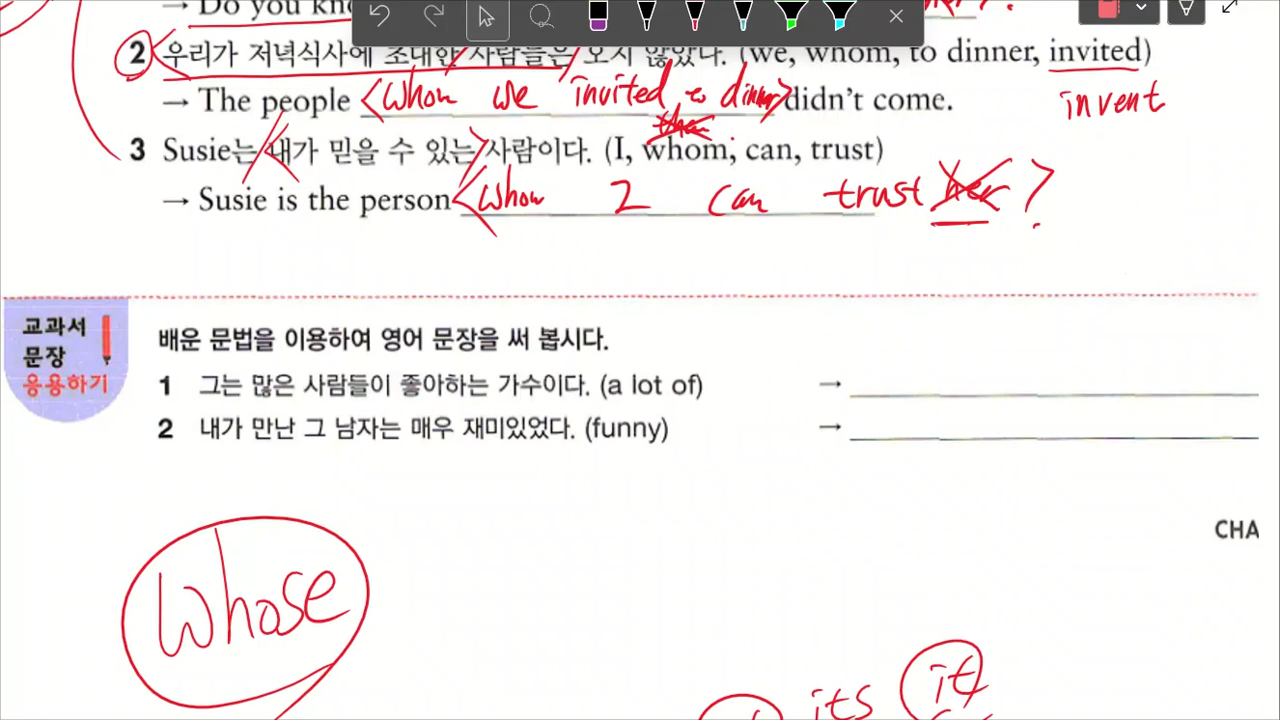 → Do you kno
2 우리가 저녁식사에 초대한 사람들은 오지 않았다. (we, whom, to dinner, invited)
→ The people <whom we invited to dinner> didn't come.
invent
them
3 Susie는 내가 믿을 수 있는 사람이다. (I, whom, can, trust)
→ Susie is the person <whom I can trust her>.
교과서
문장
응용하기
배운 문법을 이용하여 영어 문장을 써 봅시다.
1 그는 많은 사람들이 좋아하는 가수이다. (a lot of) →
2 내가 만난 그 남자는 매우 재미있었다. (funny) →
CHA
whose
its it